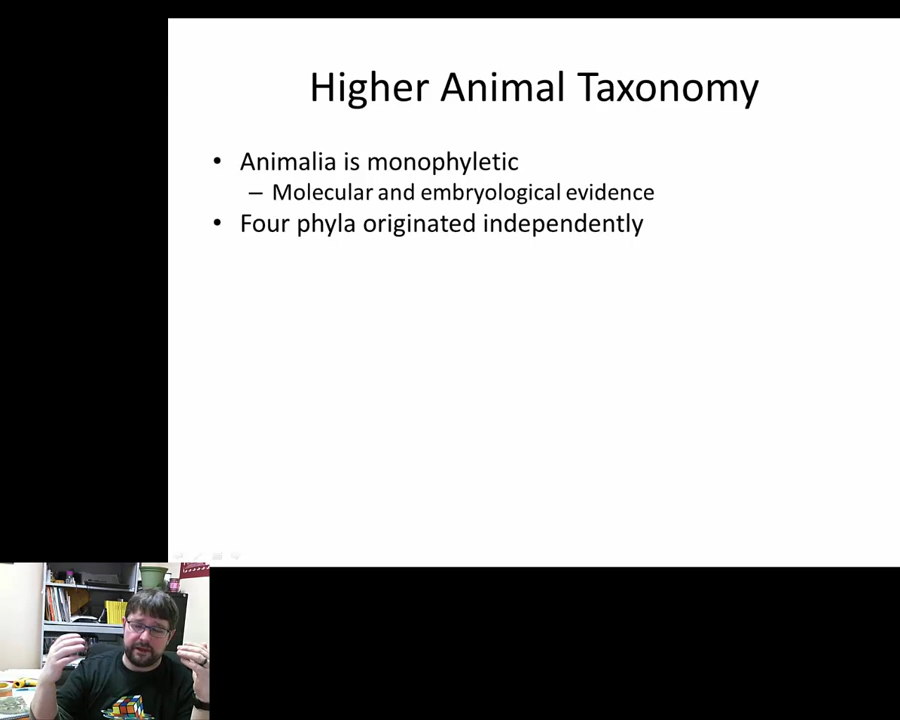 Higher Animal Taxonomy
• Animalia is monophyletic
– Molecular and embryological evidence
• Four phyla originated independently